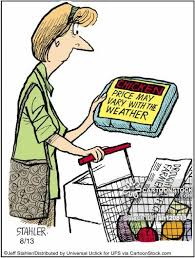 CHICKEN
PRICE MAY
VARY WITH THE
WEATHER
STAHLER
8/13
©Jeff Stahler/Distributed by Universal Uclick for UFS via CartoonStock.com